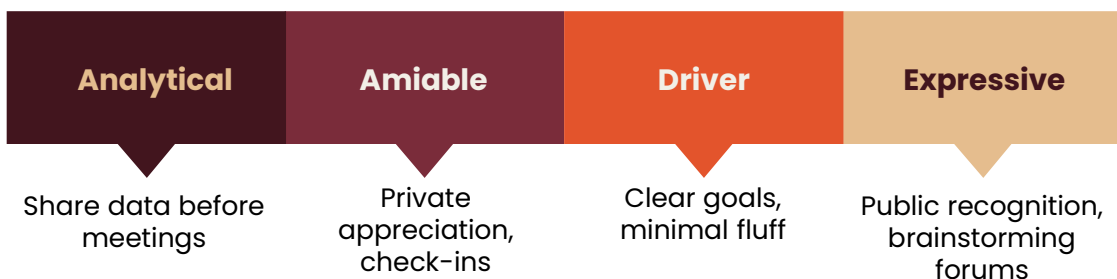 Analytical
Amiable
Driver
Expressive
Share data before
meetings
Private
appreciation,
check-ins
Clear goals,
minimal fluff
Public recognition,
brainstorming
forums